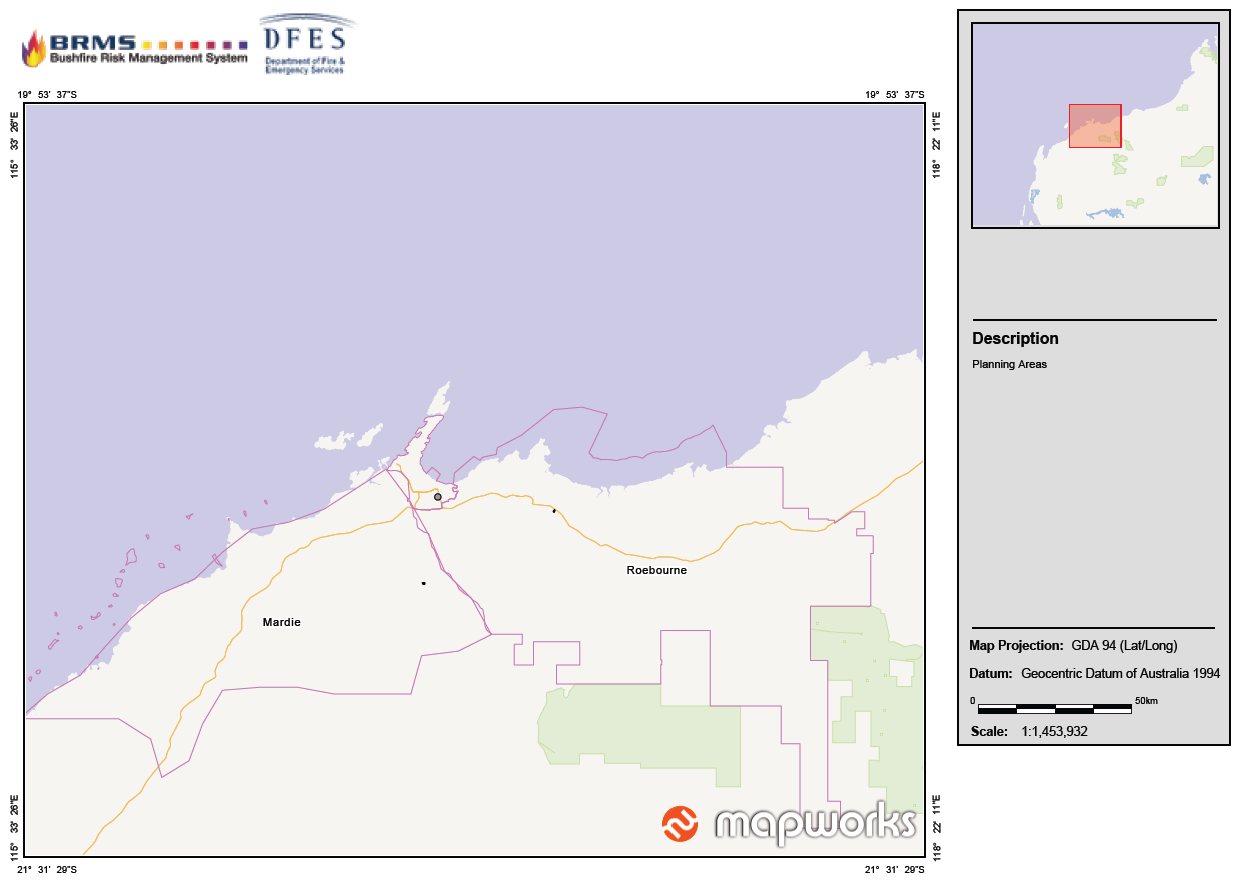 BRMS
Bushfire Risk Management System
DFES
Department of Fire &
Emergency Services
19° 53' 37"S
19° 53' 37"S
115° 33' 26"E
118° 22' 11"E
Roebourne
Mardie
mapworks
115° 33' 26"E
118° 22' 11"E
21° 31' 29"S
21° 31' 29"S
Description
Planning Areas
Map Projection: GDA 94 (Lat/Long)
Datum: Geocentric Datum of Australia 1994
0 50km
Scale: 1:1,453,932